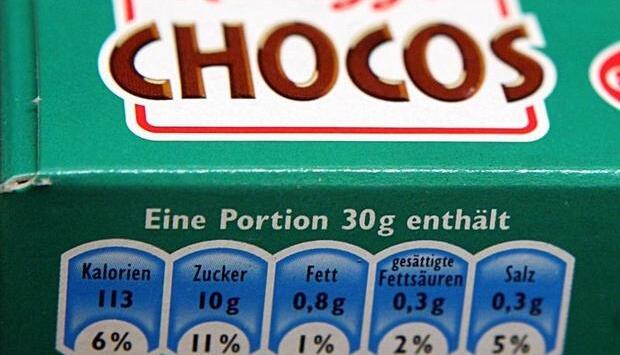 CHOCOS
Eine Portion 30g enthält
Kalorien Zucker Fett gesättigte Fettsäuren Salz
113 10g 0,8g 0,3g 0,3g
6% 11% 1% 2% 5%